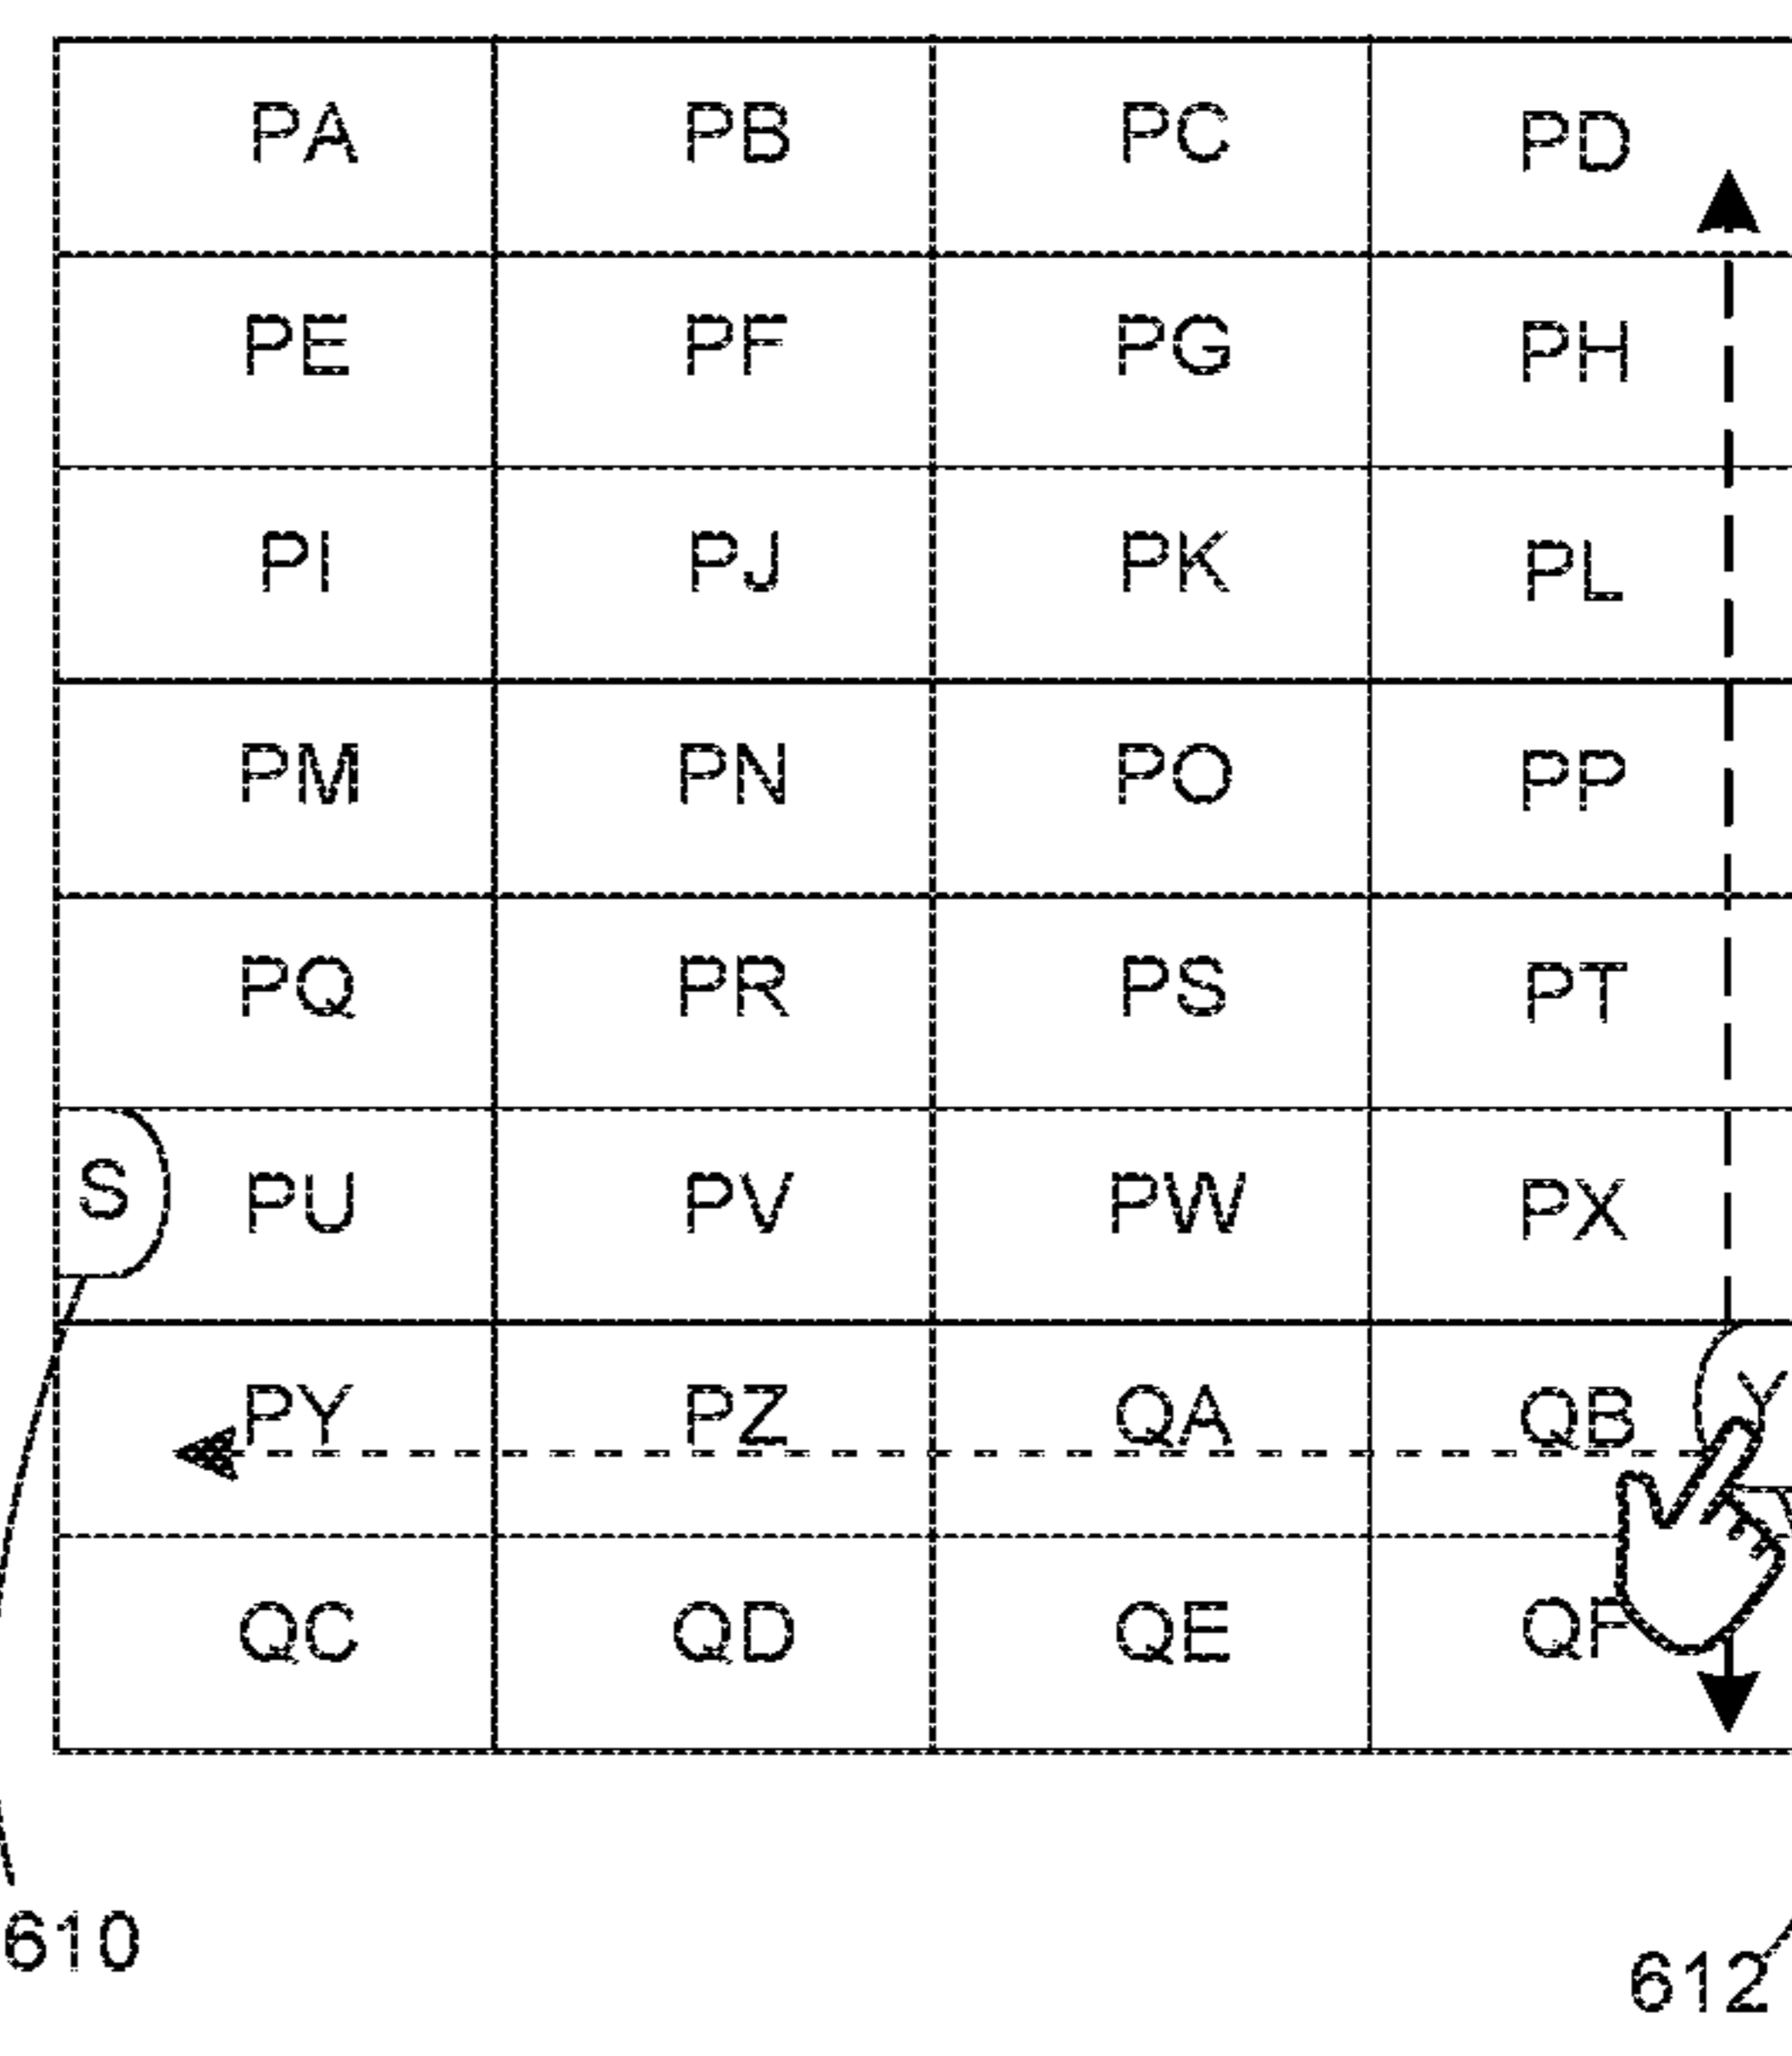 PA PB PC PD
PE PF PG PH
PI PJ PK PL
PM PN PO PP
PQ PR PS PT
S PU PV PW PX
PY PZ QA QB Y
QC QD QE QF
610
612